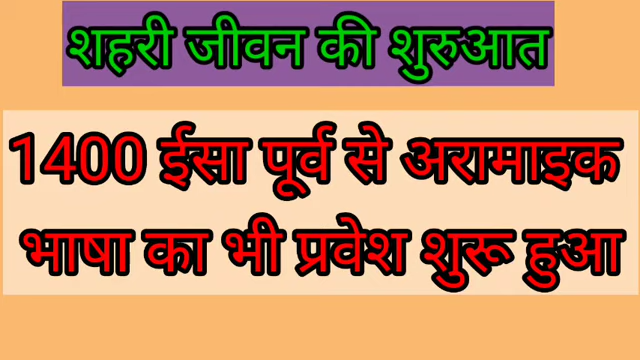 शहरी जीवन की शुरुआत
1400 ईसा पूर्व से अरामाइक
भाषा का भी प्रवेश शुरू हुआ